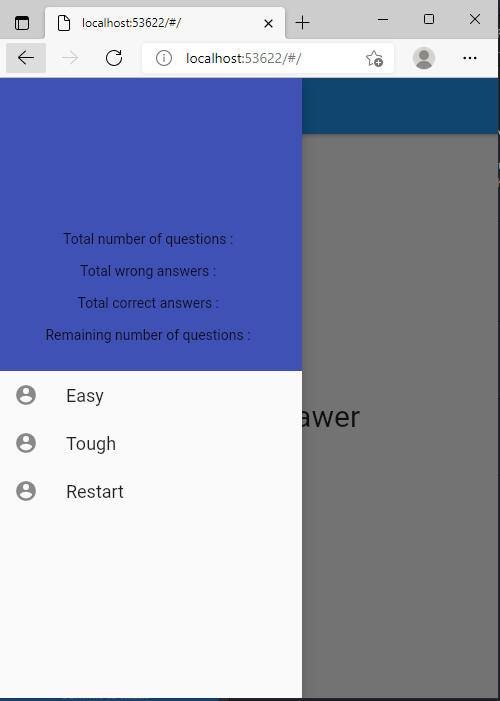 localhost:53622/#/
localhost:53622/#/
Total number of questions :
Total wrong answers :
Total correct answers :
Remaining number of questions :
awer
Easy
Tough
Restart